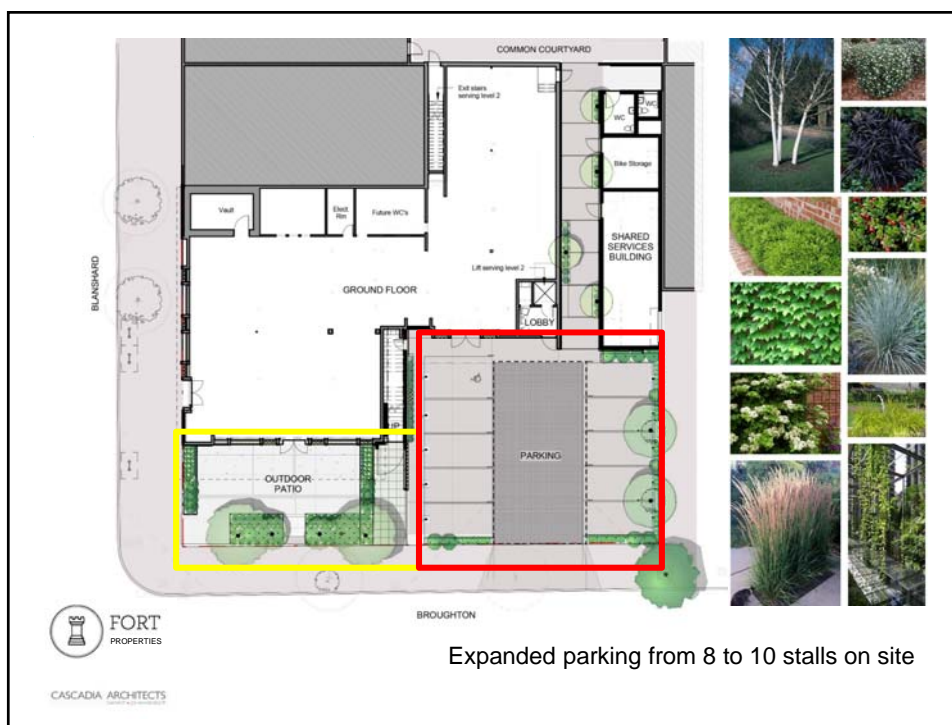 COMMON COURTYARD
Exit stairs
serving level 2
WC
WC
Bike Storage
Vault
Elect.
Rm
Future WC's
SHARED
SERVICES
BUILDING
Lift serving level 2
BLANSHARD
GROUND FLOOR
LOBBY
UP
PARKING
OUTDOOR
PATIO
BROUGHTON
FORT
PROPERTIES
Expanded parking from 8 to 10 stalls on site
CASCADIA ARCHITECTS